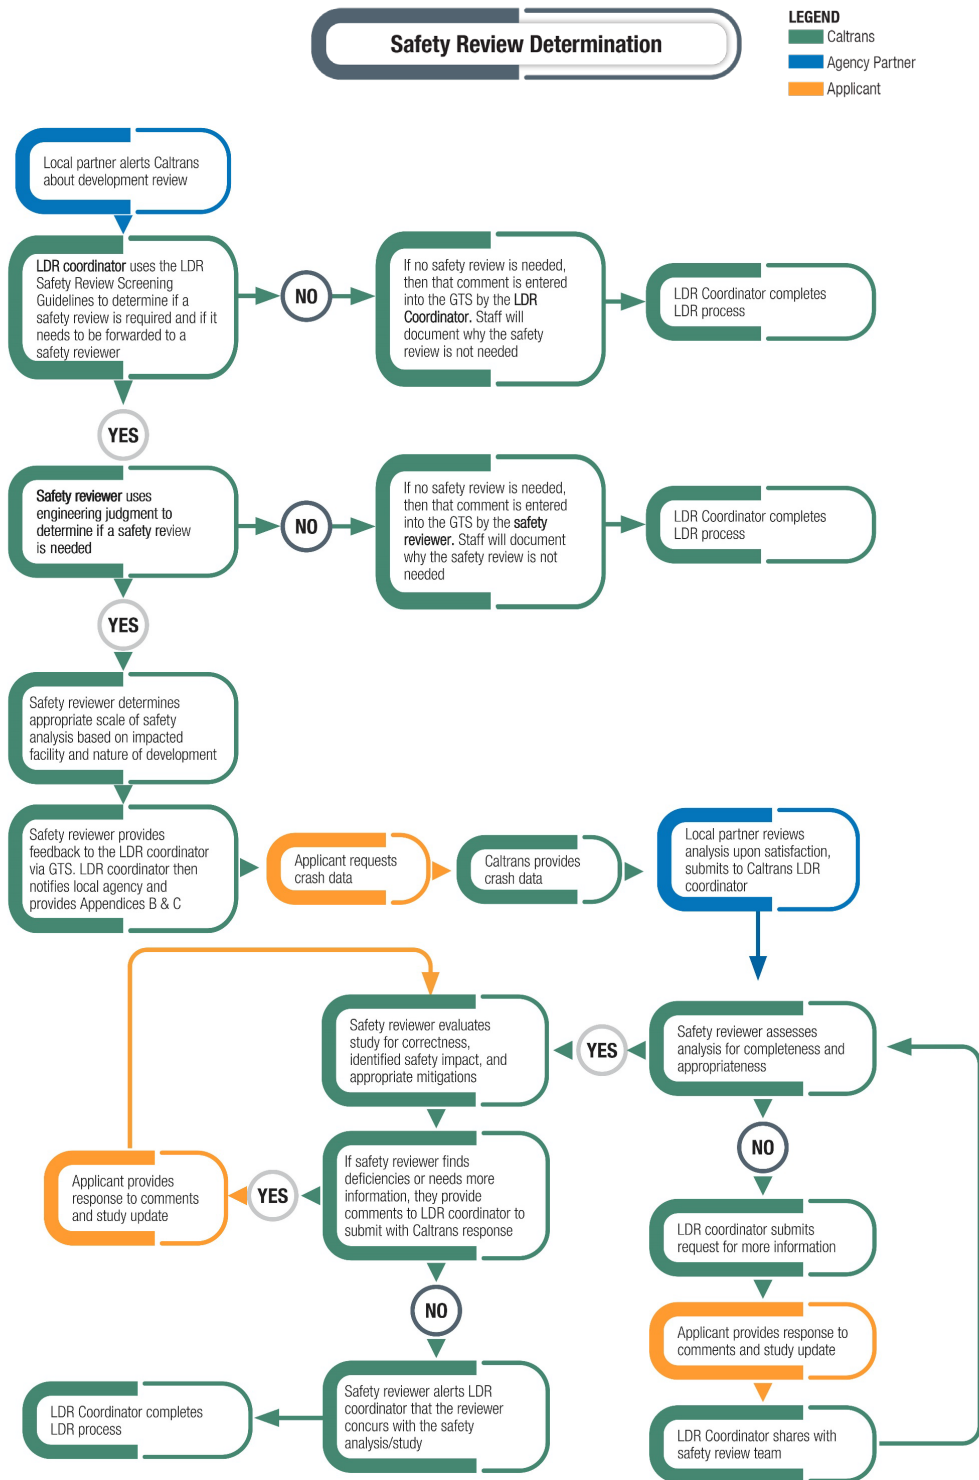 Safety Review Determination
LEGEND
Caltrans
Agency Partner
Applicant
Local partner alerts Caltrans
about development review
LDR coordinator uses the LDR
Safety Review Screening
Guidelines to determine if a
safety review is required and if it
needs to be forwarded to a
safety reviewer
NO
If no safety review is needed,
then that comment is entered
into the GTS by the LDR
Coordinator. Staff will
document why the safety
review is not needed
LDR Coordinator completes
LDR process
YES
Safety reviewer uses
engineering judgment to
determine if a safety review
is needed
NO
If no safety review is needed,
then that comment is entered
into the GTS by the safety
reviewer. Staff will document
why the safety review is not
needed
LDR Coordinator completes
LDR process
YES
Safety reviewer determines
appropriate scale of safety
analysis based on impacted
facility and nature of development
Safety reviewer provides
feedback to the LDR coordinator
via GTS. LDR coordinator then
notifies local agency and
provides Appendices B & C
Applicant requests
crash data
Caltrans provides
crash data
Local partner reviews
analysis upon satisfaction,
submits to Caltrans LDR
coordinator
Safety reviewer assesses
analysis for completeness and
appropriateness
YES
Safety reviewer evaluates
study for correctness,
identified safety impact, and
appropriate mitigations
If safety reviewer finds
deficiencies or needs more
information, they provide
comments to LDR coordinator to
submit with Caltrans response
YES
Applicant provides
response to comments
and study update
NO
LDR coordinator submits
request for more information
Applicant provides response to
comments and study update
LDR Coordinator shares with
safety review team
NO
Safety reviewer alerts LDR
coordinator that the reviewer
concurs with the safety
analysis/study
LDR Coordinator completes
LDR process